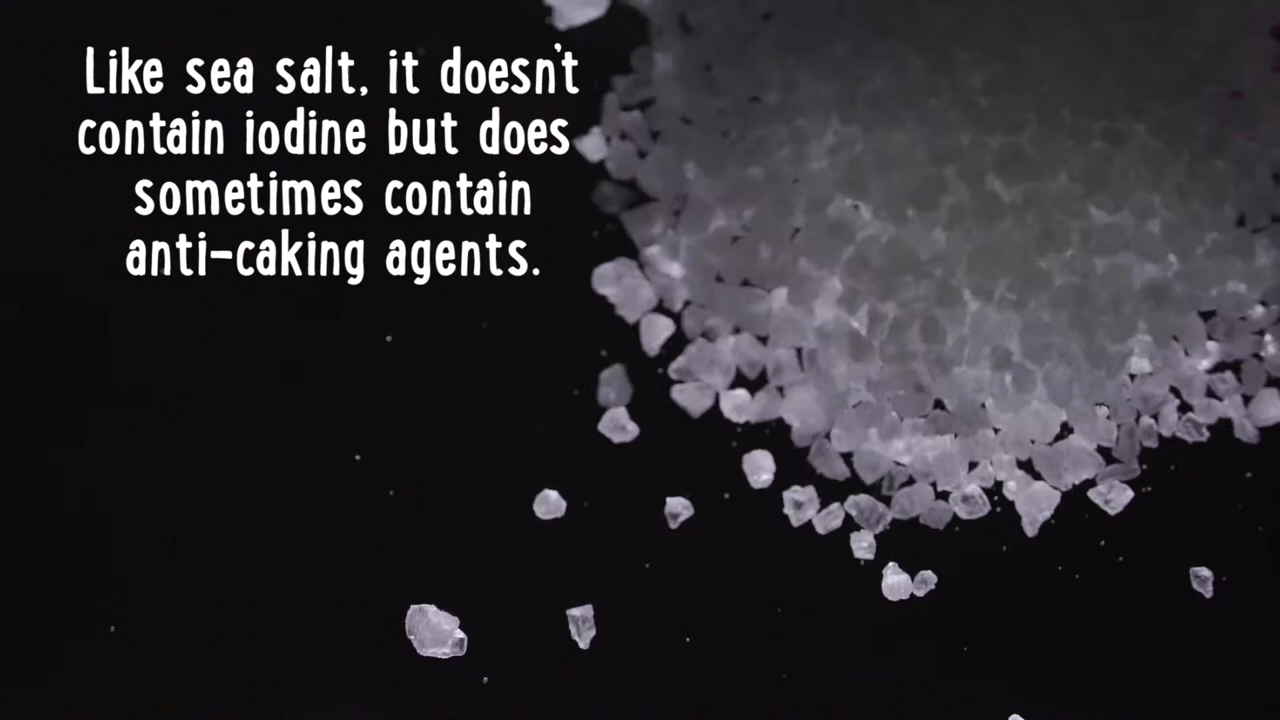 Like sea salt, it doesn't
contain iodine but does
sometimes contain
anti-caking agents.